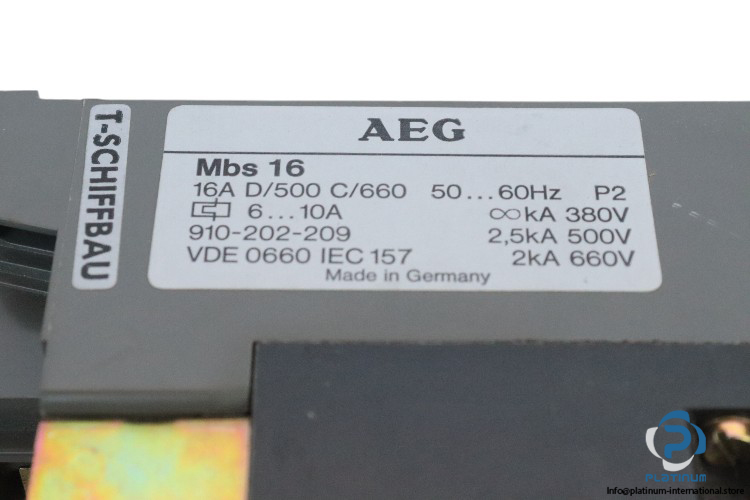 T-SCHIFFBAU
AEG
Mbs 16
16A D/500 C/660 50...60Hz P2
6...10A ∞kA 380V
910-202-209 2,5kA 500V
VDE 0660 IEC 157 2kA 660V
Made in Germany
PLATINUM
Info@platinum-international.store